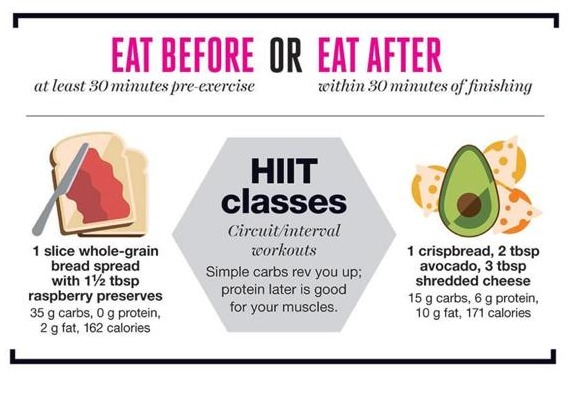 EAT BEFORE OR EAT AFTER
at least 30 minutes pre-exercise
within 30 minutes of finishing
1 slice whole-grain
bread spread
with 1½ tbsp
raspberry preserves
35 g carbs, 0 g protein,
2 g fat, 162 calories
HIIT
classes
Circuit/interval
workouts
Simple carbs rev you up;
protein later is good
for your muscles.
1 crispbread, 2 tbsp
avocado, 3 tbsp
shredded cheese
15 g carbs, 6 g protein,
10 g fat, 171 calories